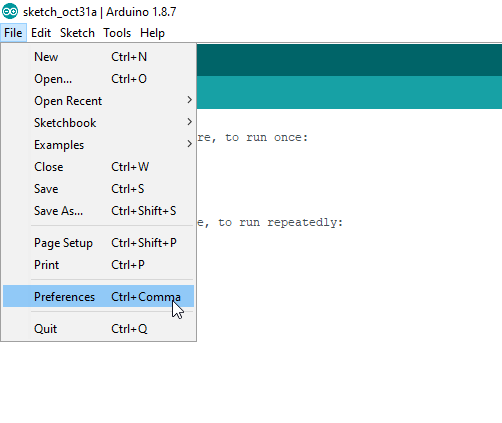 sketch_oct31a | Arduino 1.8.7
File Edit Sketch Tools Help
New Ctrl+N
Open... Ctrl+O
Open Recent
Sketchbook
Examples
Close Ctrl+W
Save Ctrl+S
Save As... Ctrl+Shift+S
Page Setup Ctrl+Shift+P
Print Ctrl+P
Preferences Ctrl+Comma
Quit Ctrl+Q
re, to run once:
e, to run repeatedly: